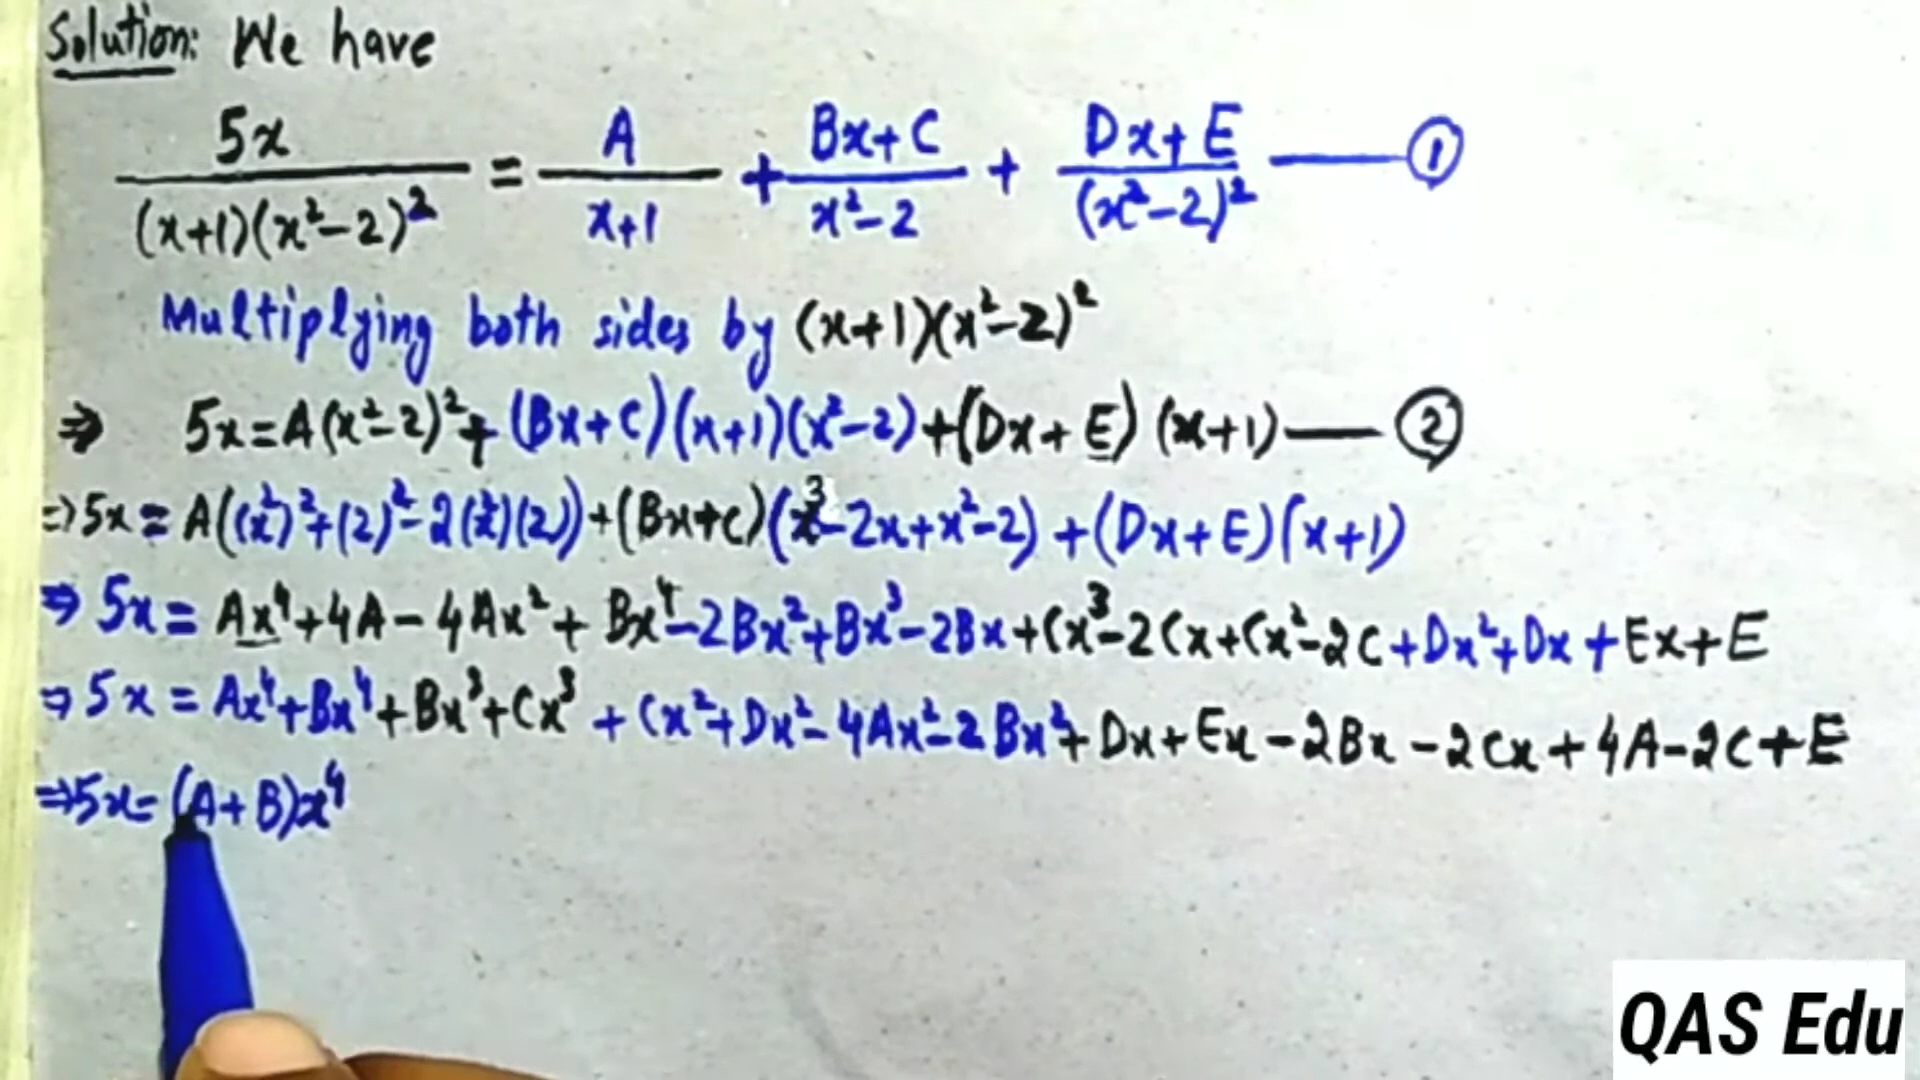 Solution: We have
5x/((x+1)(x²-2)²) = A/(x+1) + (Bx+C)/(x²-2) + (Dx+E)/(x²-2)² —— ①
Multiplying both sides by (x+1)(x²-2)²
⇒ 5x=A(x²-2)²+(Bx+C)(x+1)(x²-2)+(Dx+E)(x+1) —— ②
⇒5x=A((x²)²+(2)²-2(x²)(2))+(Bx+C)(x³-2x+x²-2)+(Dx+E)(x+1)
⇒ 5x=Ax⁴+4A-4Ax²+Bx⁴-2Bx²+Bx³-2Bx+Cx³-2Cx+Cx²-2C+Dx²+Dx+Ex+E
⇒ 5x=Ax⁴+Bx⁴+Bx³+Cx³+Cx²+Dx²-4Ax²-2Bx²+Dx+Ex-2Bx-2Cx+4A-2C+E
⇒5x=(A+B)x⁴
QAS Edu